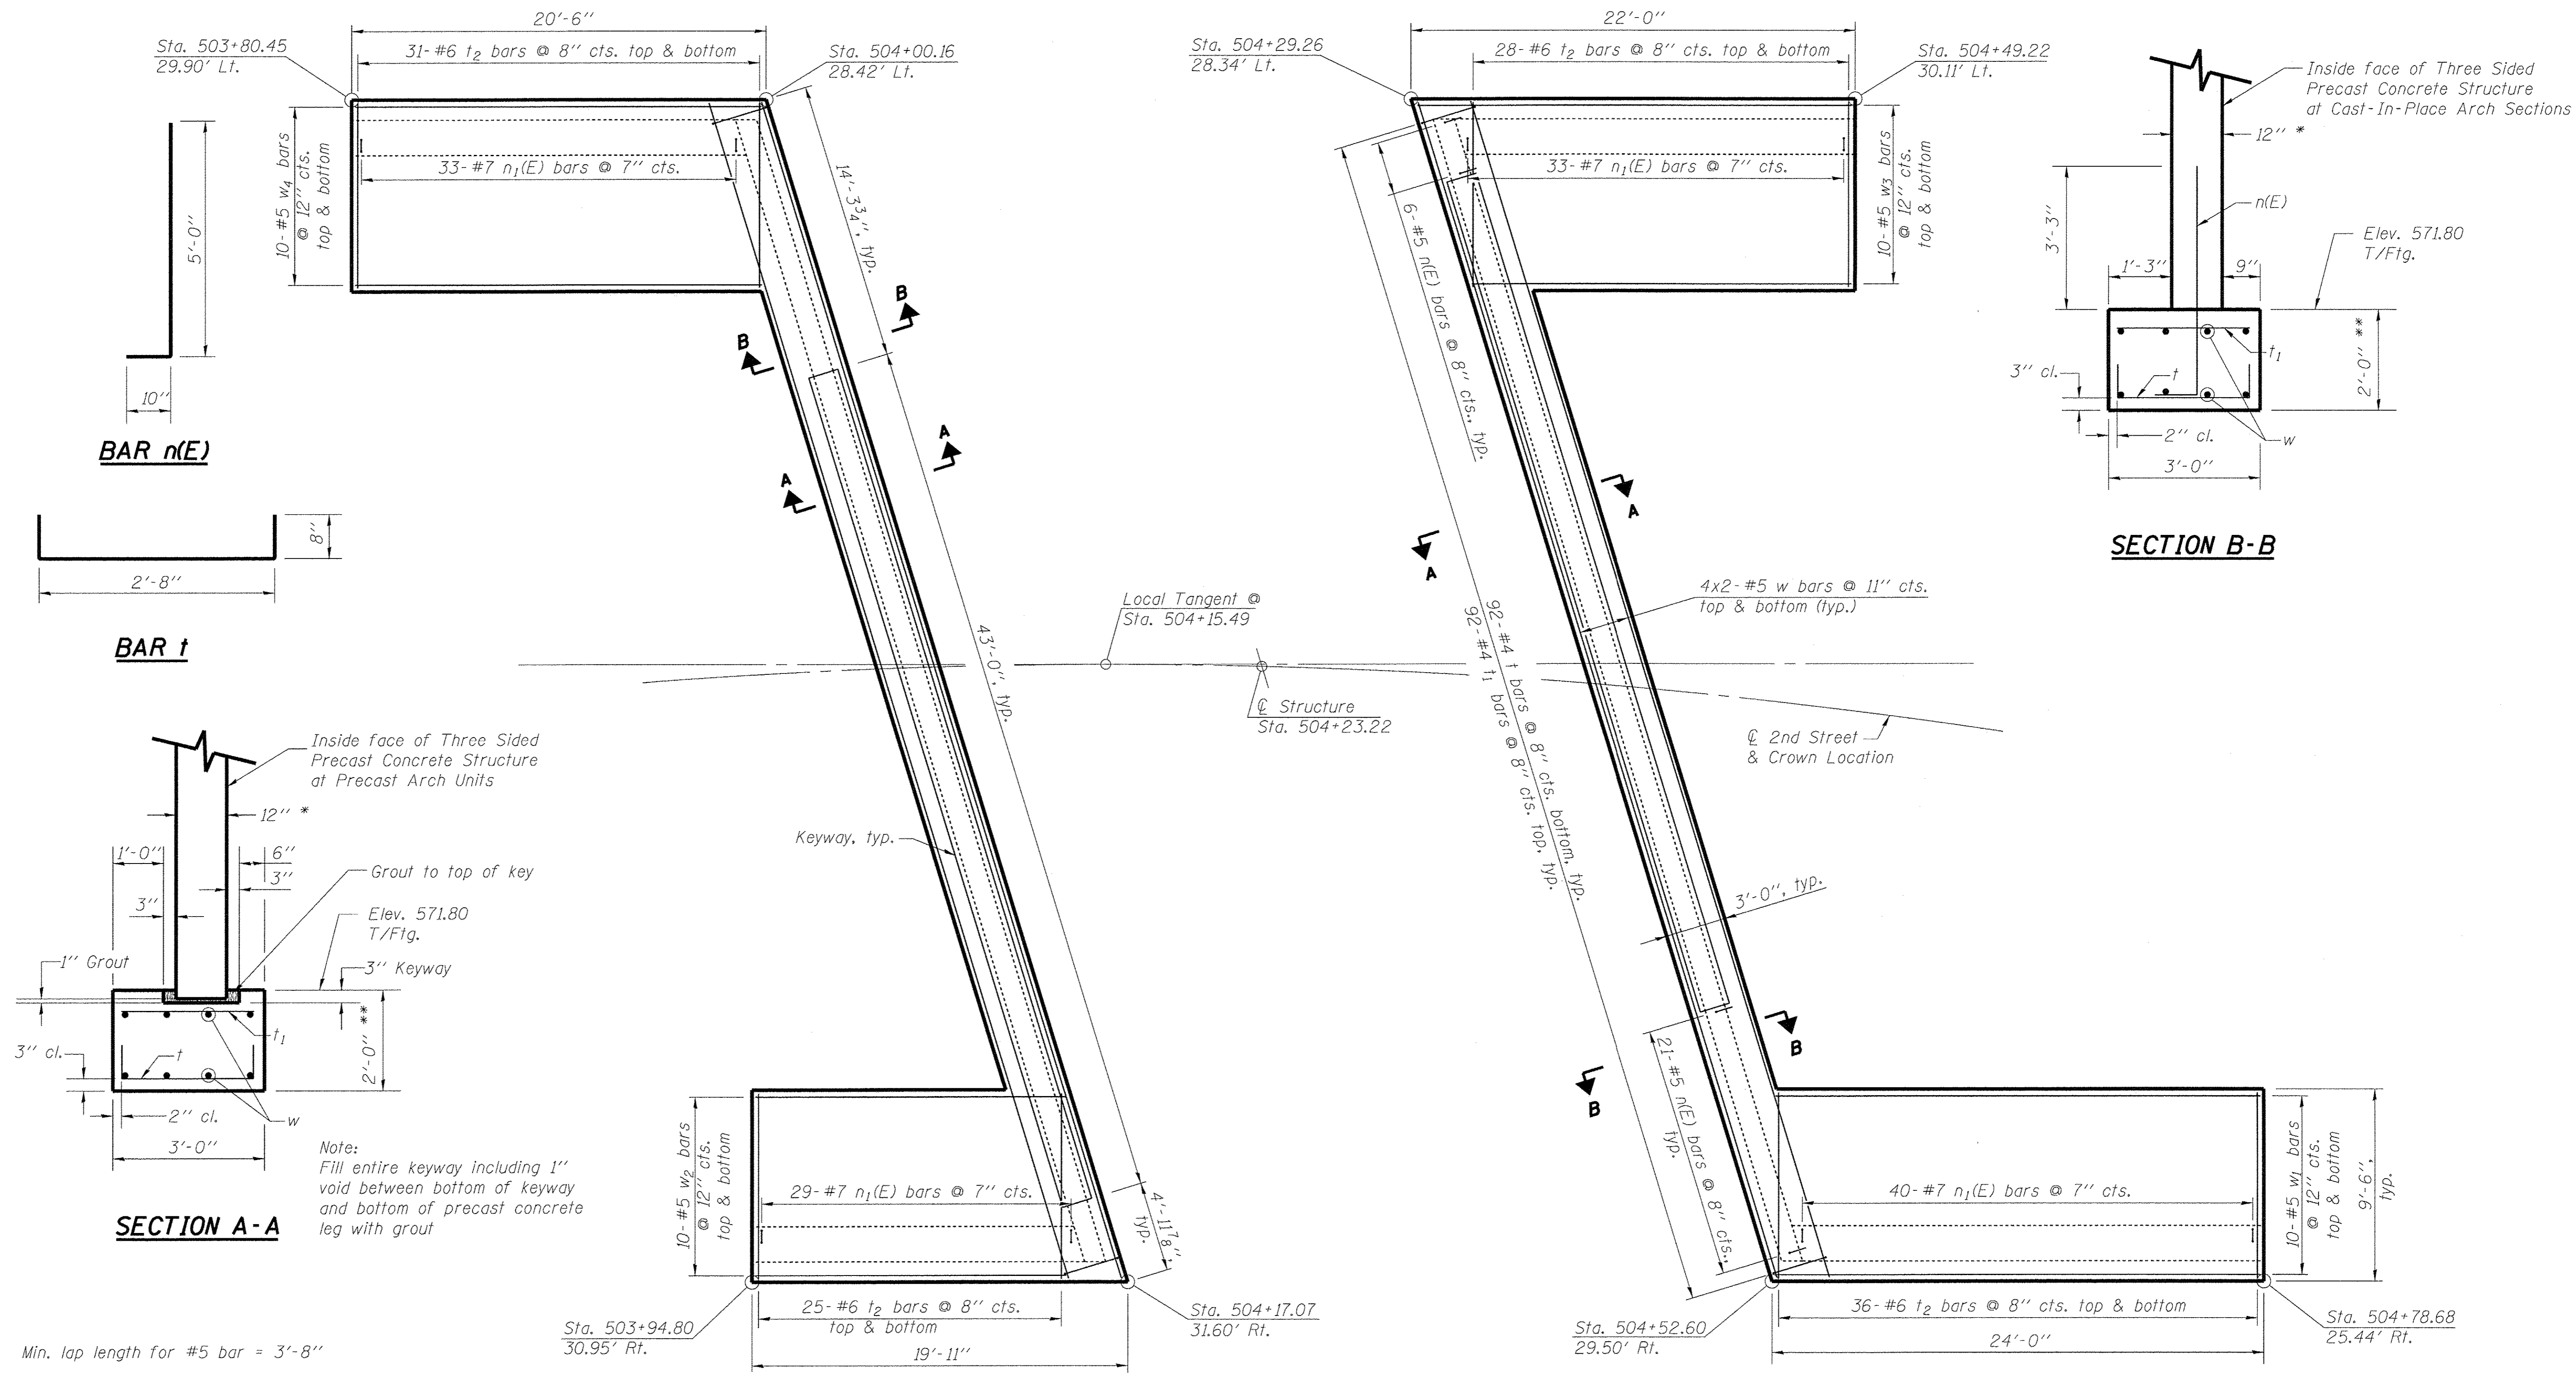 20'-6"
Sta. 503+80.45
29.90' Lt.
31-#6 t2 bars @ 8" cts. top & bottom
Sta. 504+00.16
28.42' Lt.
10-#5 w4 bars
@ 12" cts.
top & bottom
33-#7 n1(E) bars @ 7" cts.
14'-3 3/4", typ.
5'-0"
10"
BAR n(E)
8"
2'-8"
BAR t
B
B
A
A
43'-0", typ.
Keyway, typ.
Inside face of Three Sided
Precast Concrete Structure
at Precast Arch Units
12" *
1'-0"
6"
3"
3"
Grout to top of key
Elev. 571.80
T/Ftg.
1" Grout
3" Keyway
t1
3" cl.
t
2'-0" **
2" cl.
w
3'-0"
SECTION A-A
Note:
Fill entire keyway including 1"
void between bottom of keyway
and bottom of precast concrete
leg with grout
10-#5 w2 bars
@ 12" cts.
top & bottom
29-#7 n1(E) bars @ 7" cts.
4'-11 7/8",
typ.
25-#6 t2 bars @ 8" cts.
top & bottom
Sta. 503+94.80
30.95' Rt.
Sta. 504+17.07
31.60' Rt.
19'-11"
Min. lap length for #5 bar = 3'-8"
Local Tangent @
Sta. 504+15.49
℄ Structure
Sta. 504+23.22
22'-0"
Sta. 504+29.26
28.34' Lt.
28-#6 t2 bars @ 8" cts. top & bottom
Sta. 504+49.22
30.11' Lt.
33-#7 n1(E) bars @ 7" cts.
10-#5 w3 bars
@ 12" cts.
top & bottom
6-#5 n(E) bars @ 8" cts., typ.
A
A
4x2-#5 w bars @ 11" cts.
top & bottom (typ.)
92-#4 t bars @ 8" cts. bottom, typ.
92-#4 t1 bars @ 8" cts. top, typ.
℄ 2nd Street
& Crown Location
3'-0", typ.
21-#5 n(E) bars @ 8" cts.,
typ.
B
B
40-#7 n1(E) bars @ 7" cts.
10-#5 w1 bars
@ 12" cts.
top & bottom
9'-6",
typ.
36-#6 t2 bars @ 8" cts. top & bottom
Sta. 504+52.60
29.50' Rt.
Sta. 504+78.68
25.44' Rt.
24'-0"
Inside face of Three Sided
Precast Concrete Structure
at Cast-In-Place Arch Sections
12" *
n(E)
3'-3"
Elev. 571.80
T/Ftg.
1'-3"
9"
t1
3" cl.
t
2'-0" **
2" cl.
w
3'-0"
SECTION B-B